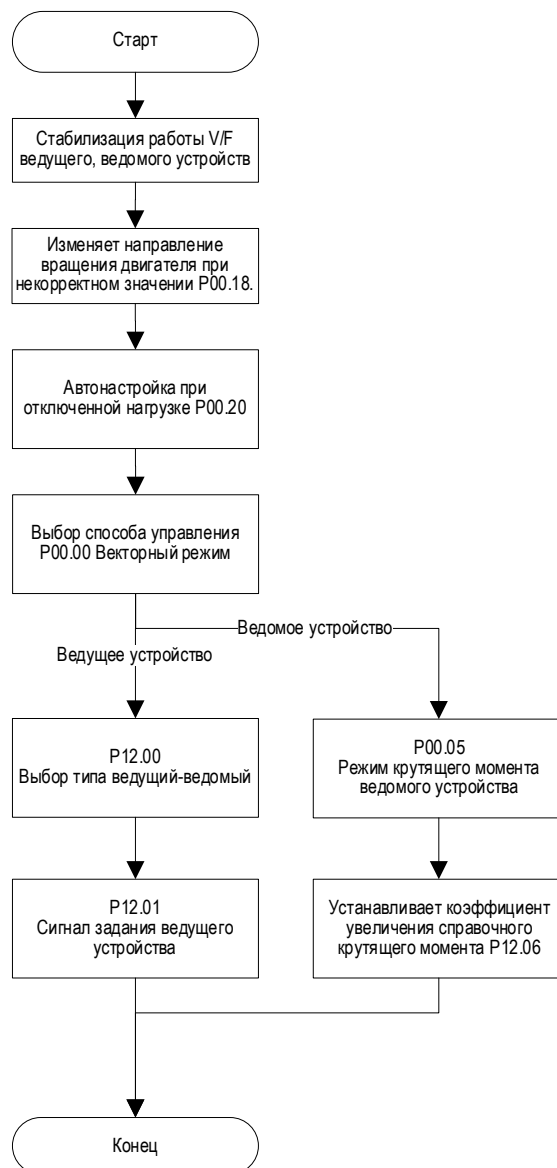 Старт
Стабилизация работы V/F
ведущего, ведомого устройств
Изменяет направление
вращения двигателя при
некорректном значении P00.18.
Автонастройка при
отключенной нагрузке P00.20
Выбор способа управления
P00.00 Векторный режим
Ведомое устройство
Ведущее устройство
P12.00
Выбор типа ведущий-ведомый
P00.05
Режим крутящего момента
ведомого устройства
P12.01
Сигнал задания ведущего
устройства
Устанавливает коэффициент
увеличения справочного
крутящего момента P12.06
Конец